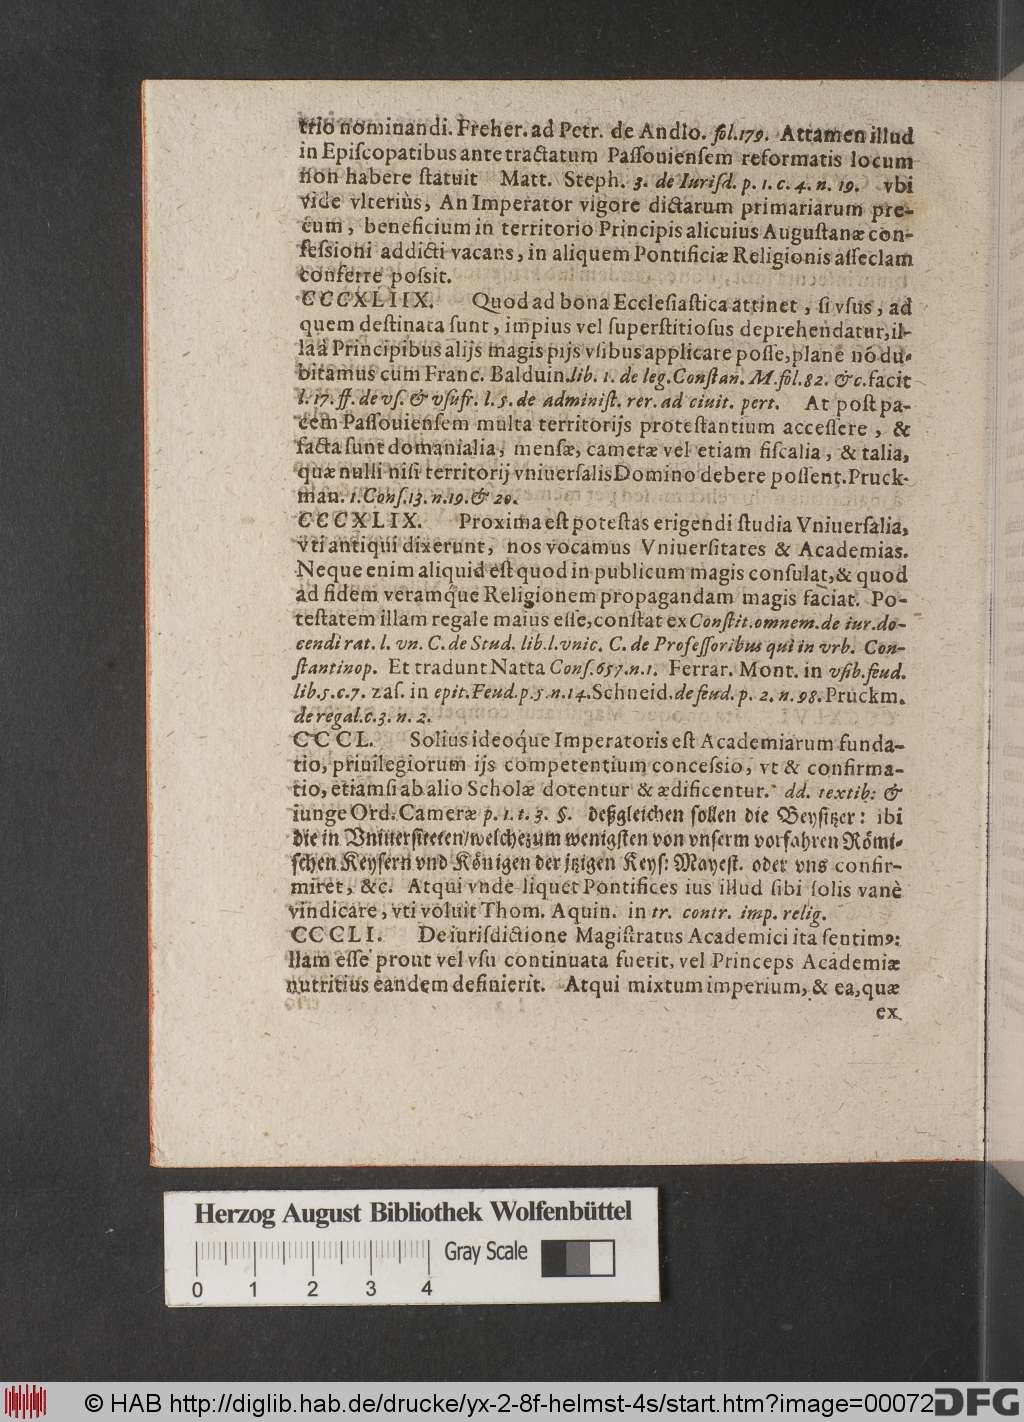 trio nominandi. Freher. ad Petr. de Andlo. fol.179. Attamen illud
in Epiſcopatibus ante tractatum Paſſouienſem reformatis locum
non habere ſtatuit Matt. Steph. 3. de Iuriſd. p. 1. c. 4. n. 19. vbi
vide vlteriùs, An Imperator vigore dictarum primariarum pre-
cum, beneficium in territorio Principis alicuius Auguſtanæ con-
feſsioni addicti vacans, in aliquem Pontificiæ Religionis aſſeclam
conferre poſsit.
CCCXLIIX. Quod ad bona Eccleſiaſtica attinet, ſi vſus, ad
quem deſtinata ſunt, impius vel ſuperſtitioſus deprehendatur, il-
la à Principibus alijs magis pijs vſibus applicare poſſe, planè nō du-
bitamus cum Franc. Balduin. lib. 1. de leg. Conſtan. M. fol. 82. &c. facit
l. 17. ff. de vſ. & vſufr. l. 5. de adminiſt. rer. ad ciuit. pert. At poſt pa-
cem Paſſouienſem multa territorijs proteſtantium acceſſere, &
facta ſunt domanialia, menſæ, cameræ vel etiam fiſcalia, & talia,
quæ nulli niſi territorij vniuerſalis Domino debere poſſent. Pruck-
man. 1. Conſ. 13. n. 19. & 20.
CCCXLIX. Proxima eſt poteſtas erigendi ſtudia Vniuerſalia,
vti antiqui dixerunt, nos vocamus Vniuerſitates & Academias.
Neque enim aliquid eſt quod in publicum magis conſulat, & quod
ad fidem veramq́ue Religionem propagandam magis faciat. Po-
teſtatem illam regale maius eſſe, conſtat ex Conſtit. omnem. de iur. do-
cendi rat. l. vn. C. de Stud. lib. l. vnic. C. de Profeſſoribus qui in vrb. Con-
ſtantinop. Et tradunt Natta Conſ. 657. n. 1. Ferrar. Mont. in vſib. feud.
lib. 5. c. 7. zaſ. in epit. Feud. p. 5. n. 14. Schneid. de feud. p. 2. n. 98. Pruckm.
de regal. c. 3. n. 2.
CCCL. Solius ideoq́ue Imperatoris eſt Academiarum funda-
tio, priuilegiorum ijs competentium conceſsio, vt & confirma-
tio, etiamſi ab alio Scholæ dotentur & ædificentur. dd. textib: &
iunge Ord. Cameræ p. 1. t. 3. §. deßgleichen ſollen die Beyſitzer: ibi
die in Vniuerſiteten/ welche zum wenigſten von vnſerm vorfahren Römi-
ſchen Keyſern vnd Königen der jtzigen Keyſ: Mayeſt. oder vns confir-
miret, &c. Atqui vnde liquet Pontifices ius illud ſibi ſolis vanè
vindicare, vti voluit Thom. Aquin. in tr. contr. imp. relig.
CCCLI. De iurisdictione Magiſtratus Academici ita ſentimꝰ:
llam eſſe prout vel vſu continuata fuerit, vel Princeps Academiæ
nutritius eandem definierit. Atqui mixtum imperium, & ea, quæ
ex
Herzog August Bibliothek Wolfenbüttel
Gray Scale
0 1 2 3 4
© HAB http://diglib.hab.de/drucke/yx-2-8f-helmst-4s/start.htm?image=00072
DFG